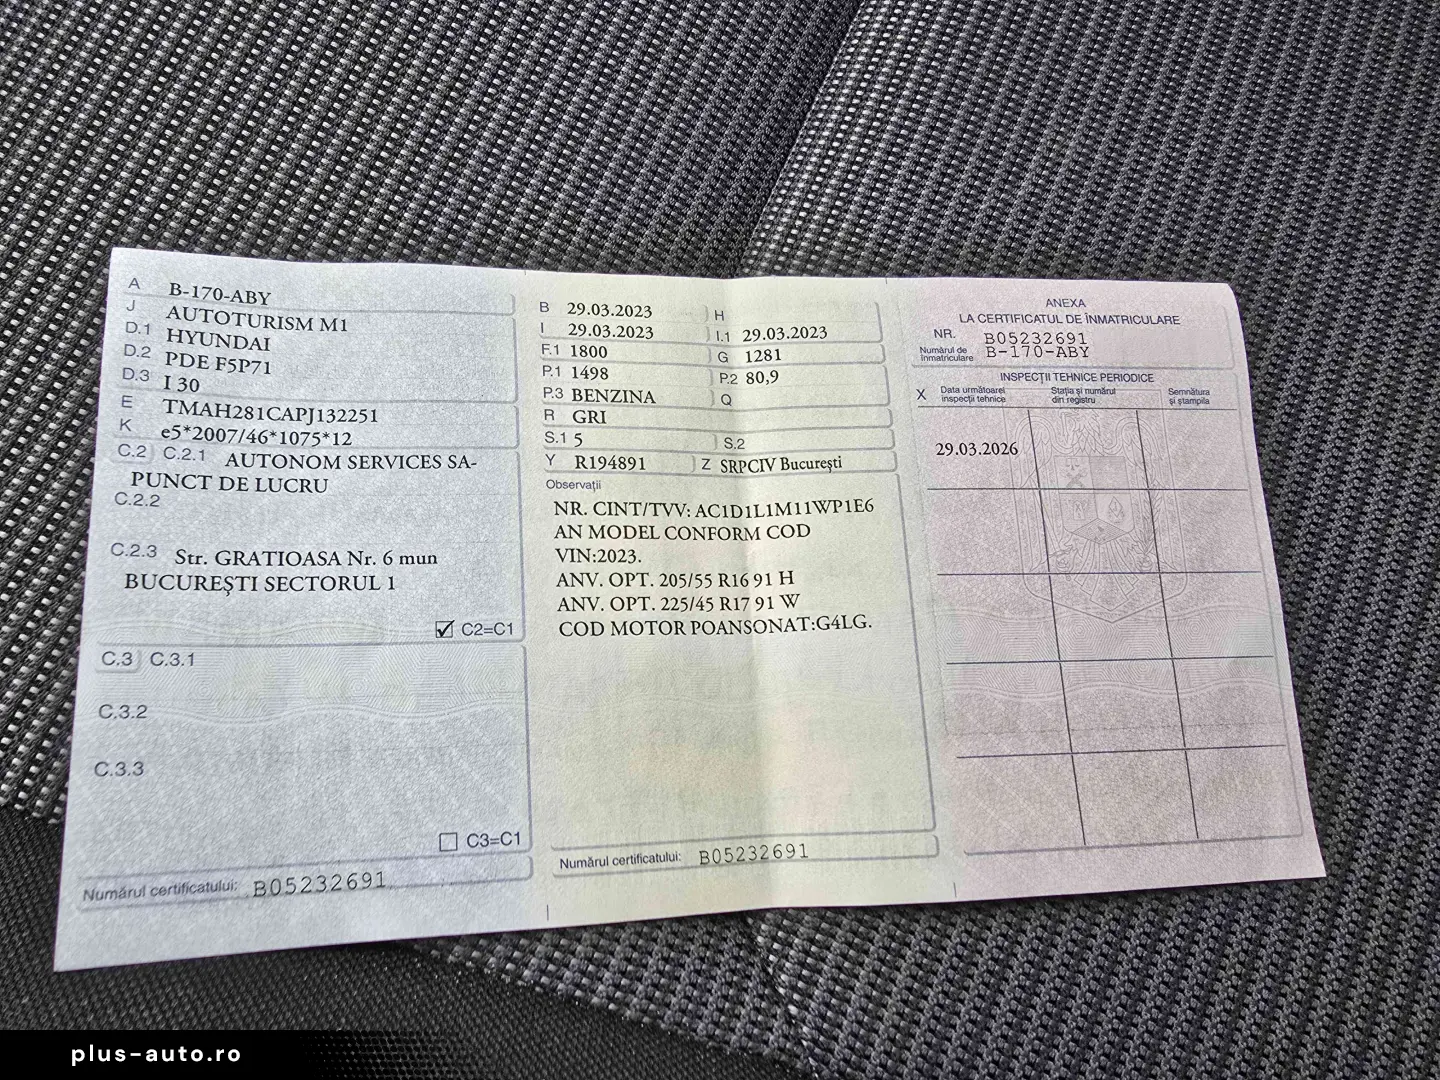 A B-170-ABY
J AUTOTURISM M1
D.1 HYUNDAI
D.2 PDE F5P71
D.3 I 30
E TMAH281CAPJ132251
K e5*2007/46*1075*12
C.2 C.2.1 AUTONOM SERVICES SA-
PUNCT DE LUCRU
C.2.2
C.2.3 Str. GRATIOASA Nr. 6 mun
BUCUREŞTI SECTORUL 1
C2=C1
C.3 C.3.1
C.3.2
C.3.3
C3=C1
Numărul certificatului: B05232691
B 29.03.2023 H
I 29.03.2023 I.1 29.03.2023
F.1 1800 G 1281
P.1 1498 P.2 80,9
P.3 BENZINA Q
R GRI
S.1 5 S.2
Y R194891 Z SRPCIV Bucureşti
Observaţii
NR. CINT/TVV: AC1D1L1M11WP1E6
AN MODEL CONFORM COD
VIN:2023.
ANV. OPT. 205/55 R16 91 H
ANV. OPT. 225/45 R17 91 W
COD MOTOR POANSONAT:G4LG.
Numărul certificatului: B05232691
ANEXA
LA CERTIFICATUL DE ÎNMATRICULARE
NR. B05232691
Numărul de înmatriculare B-170-ABY
INSPECŢII TEHNICE PERIODICE
X Data următoarei inspecţii tehnice Staţia şi numărul din registru Semnătura şi ştampila
29.03.2026
plus-auto.ro